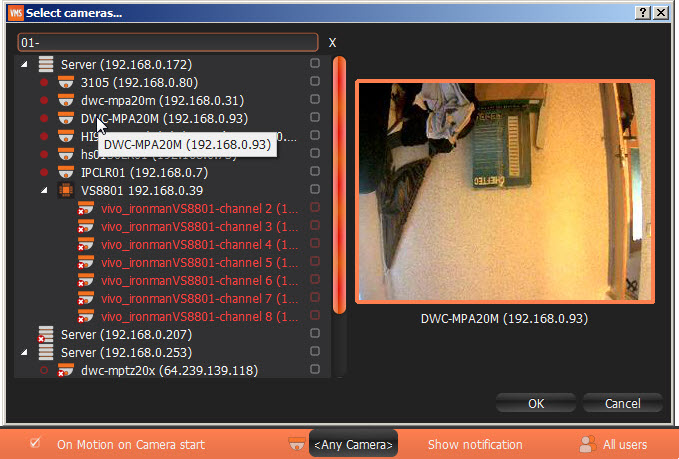 VMS Select cameras...
01-
X
Server (192.168.0.172)
3105 (192.168.0.80)
dwc-mpa20m (192.168.0.31)
DWC-MPA20M (192.168.0.93)
DWC-MPA20M (192.168.0.93)
IPCLR01 (192.168.0.7)
VS8801 192.168.0.39
vivo_ironmanVS8801-channel 2 (1...
vivo_ironmanVS8801-channel 3 (1...
vivo_ironmanVS8801-channel 4 (1...
vivo_ironmanVS8801-channel 5 (1...
vivo_ironmanVS8801-channel 6 (1...
vivo_ironmanVS8801-channel 7 (1...
vivo_ironmanVS8801-channel 8 (1...
Server (192.168.0.207)
Server (192.168.0.253)
dwc-mptz20x (64.239.139.118)
CHIEFTEC
DWC-MPA20M (192.168.0.93)
OK
Cancel
On Motion on Camera start
<Any Camera>
Show notification
All users